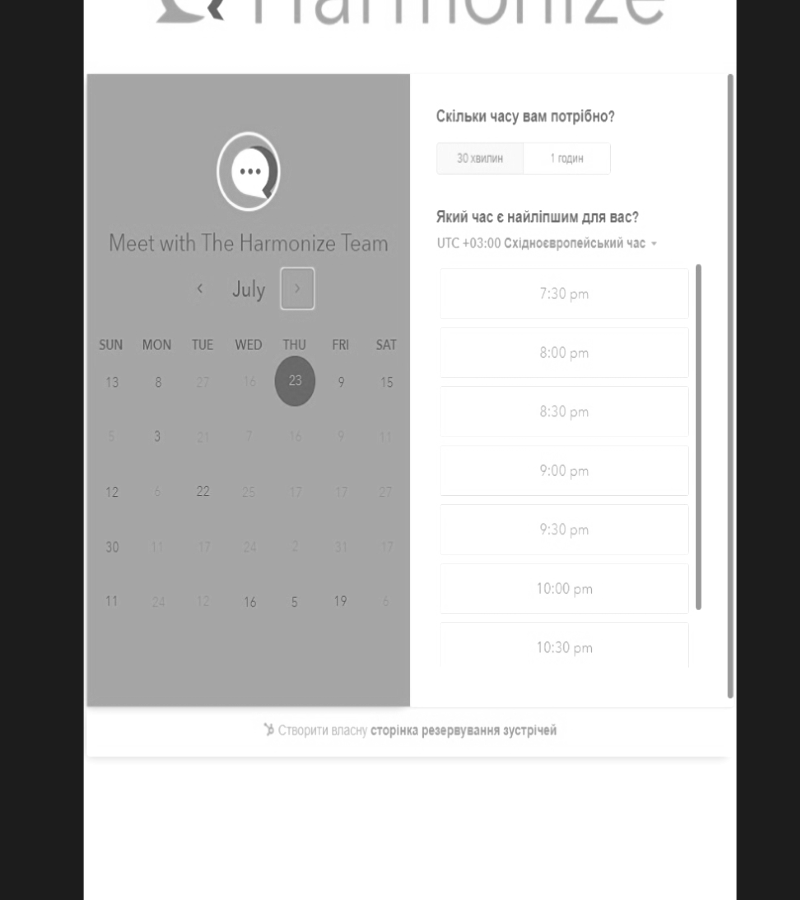 Harmonize
Meet with The Harmonize Team
‹ July ›
SUN MON TUE WED THU FRI SAT
13 8 27 16 23 9 15
5 3 21 7 16 9 11
12 6 22 25 17 17 27
30 11 17 24 2 31 17
11 24 12 16 5 19 6
Скільки часу вам потрібно?
30 хвилин 1 годин
Який час є найліпшим для вас?
UTC +03:00 Східноєвропейський час
7:30 pm
8:00 pm
8:30 pm
9:00 pm
9:30 pm
10:00 pm
10:30 pm
Створити власну сторінка резервування зустрічей